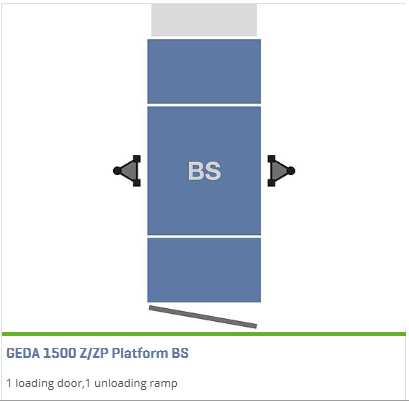 BS
GEDA 1500 Z/ZP Platform BS
1 loading door,1 unloading ramp